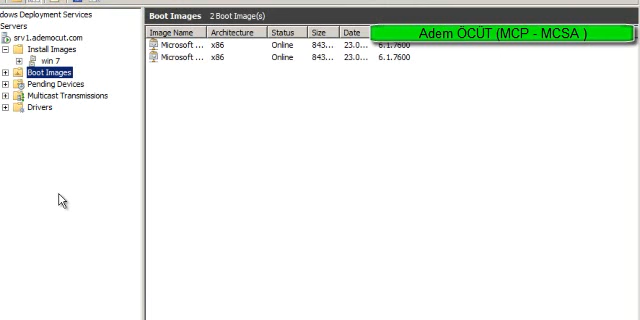 dows Deployment Services
Servers
srv1.ademocut.com
Install Images
win 7
Boot Images
Pending Devices
Multicast Transmissions
Drivers
Boot Images 2 Boot Image(s)
Image Name Architecture Status Size Date
Adem ÖCÜT (MCP - MCSA )
Microsoft ... x86 Online 843... 23.0... 6.1.7600
Microsoft ... x86 Online 843... 23.0... 6.1.7600